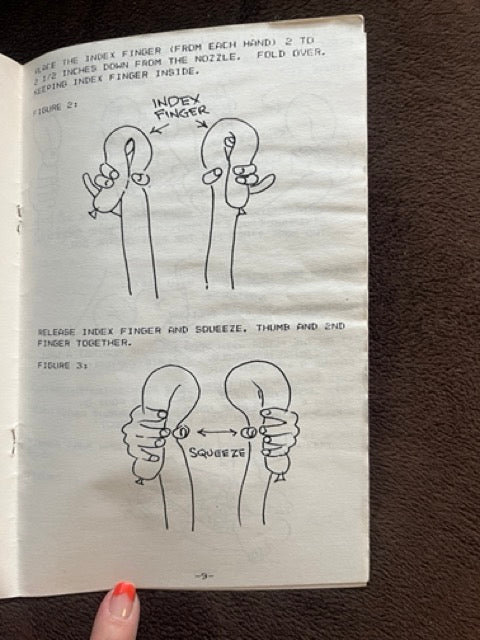 PLACE THE INDEX FINGER (FROM EACH HAND) 2 TO
2 1/2 INCHES DOWN FROM THE NOZZLE. FOLD OVER.
KEEPING INDEX FINGER INSIDE.
FIGURE 2:
INDEX
FINGER
RELEASE INDEX FINGER AND SQUEEZE. THUMB AND 2ND
FINGER TOGETHER.
FIGURE 3:
SQUEEZE
-9-